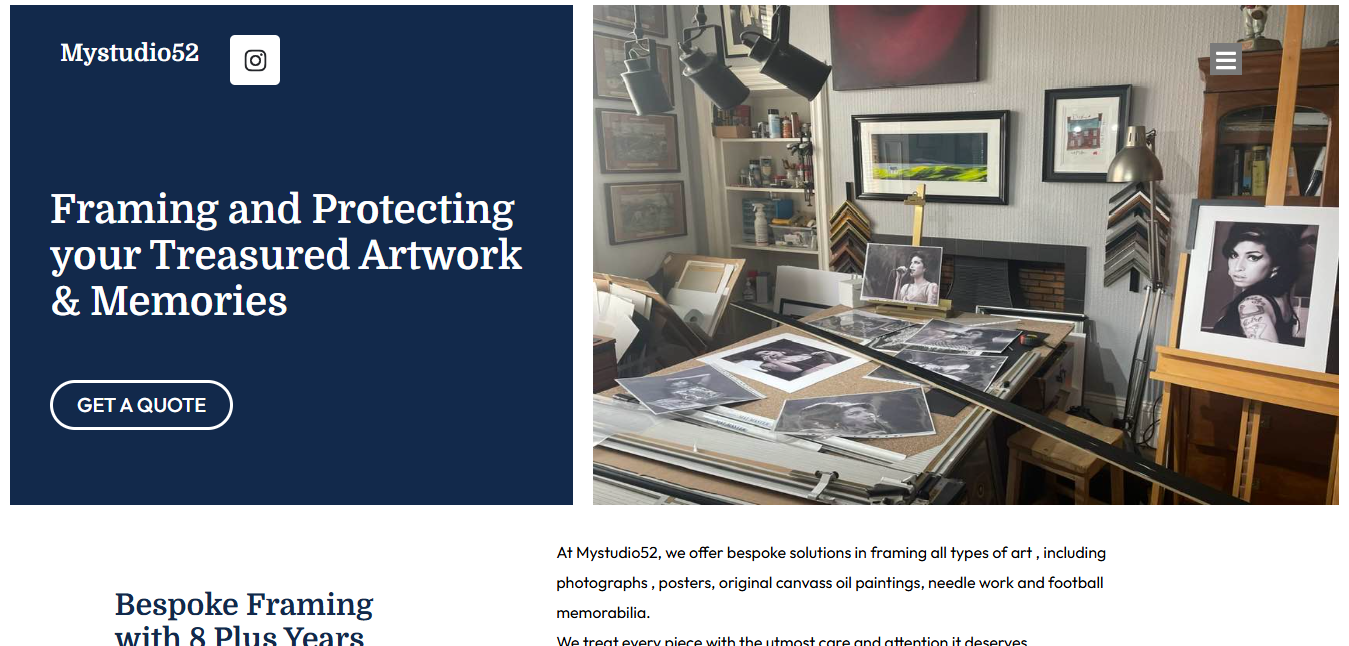 Mystudio52
Framing and Protecting
your Treasured Artwork
& Memories
GET A QUOTE
At Mystudio52, we offer bespoke solutions in framing all types of art , including
photographs , posters, original canvass oil paintings, needle work and football
memorabilia.
We treat every piece with the utmost care and attention it deserves
Bespoke Framing
with 8 Plus Years